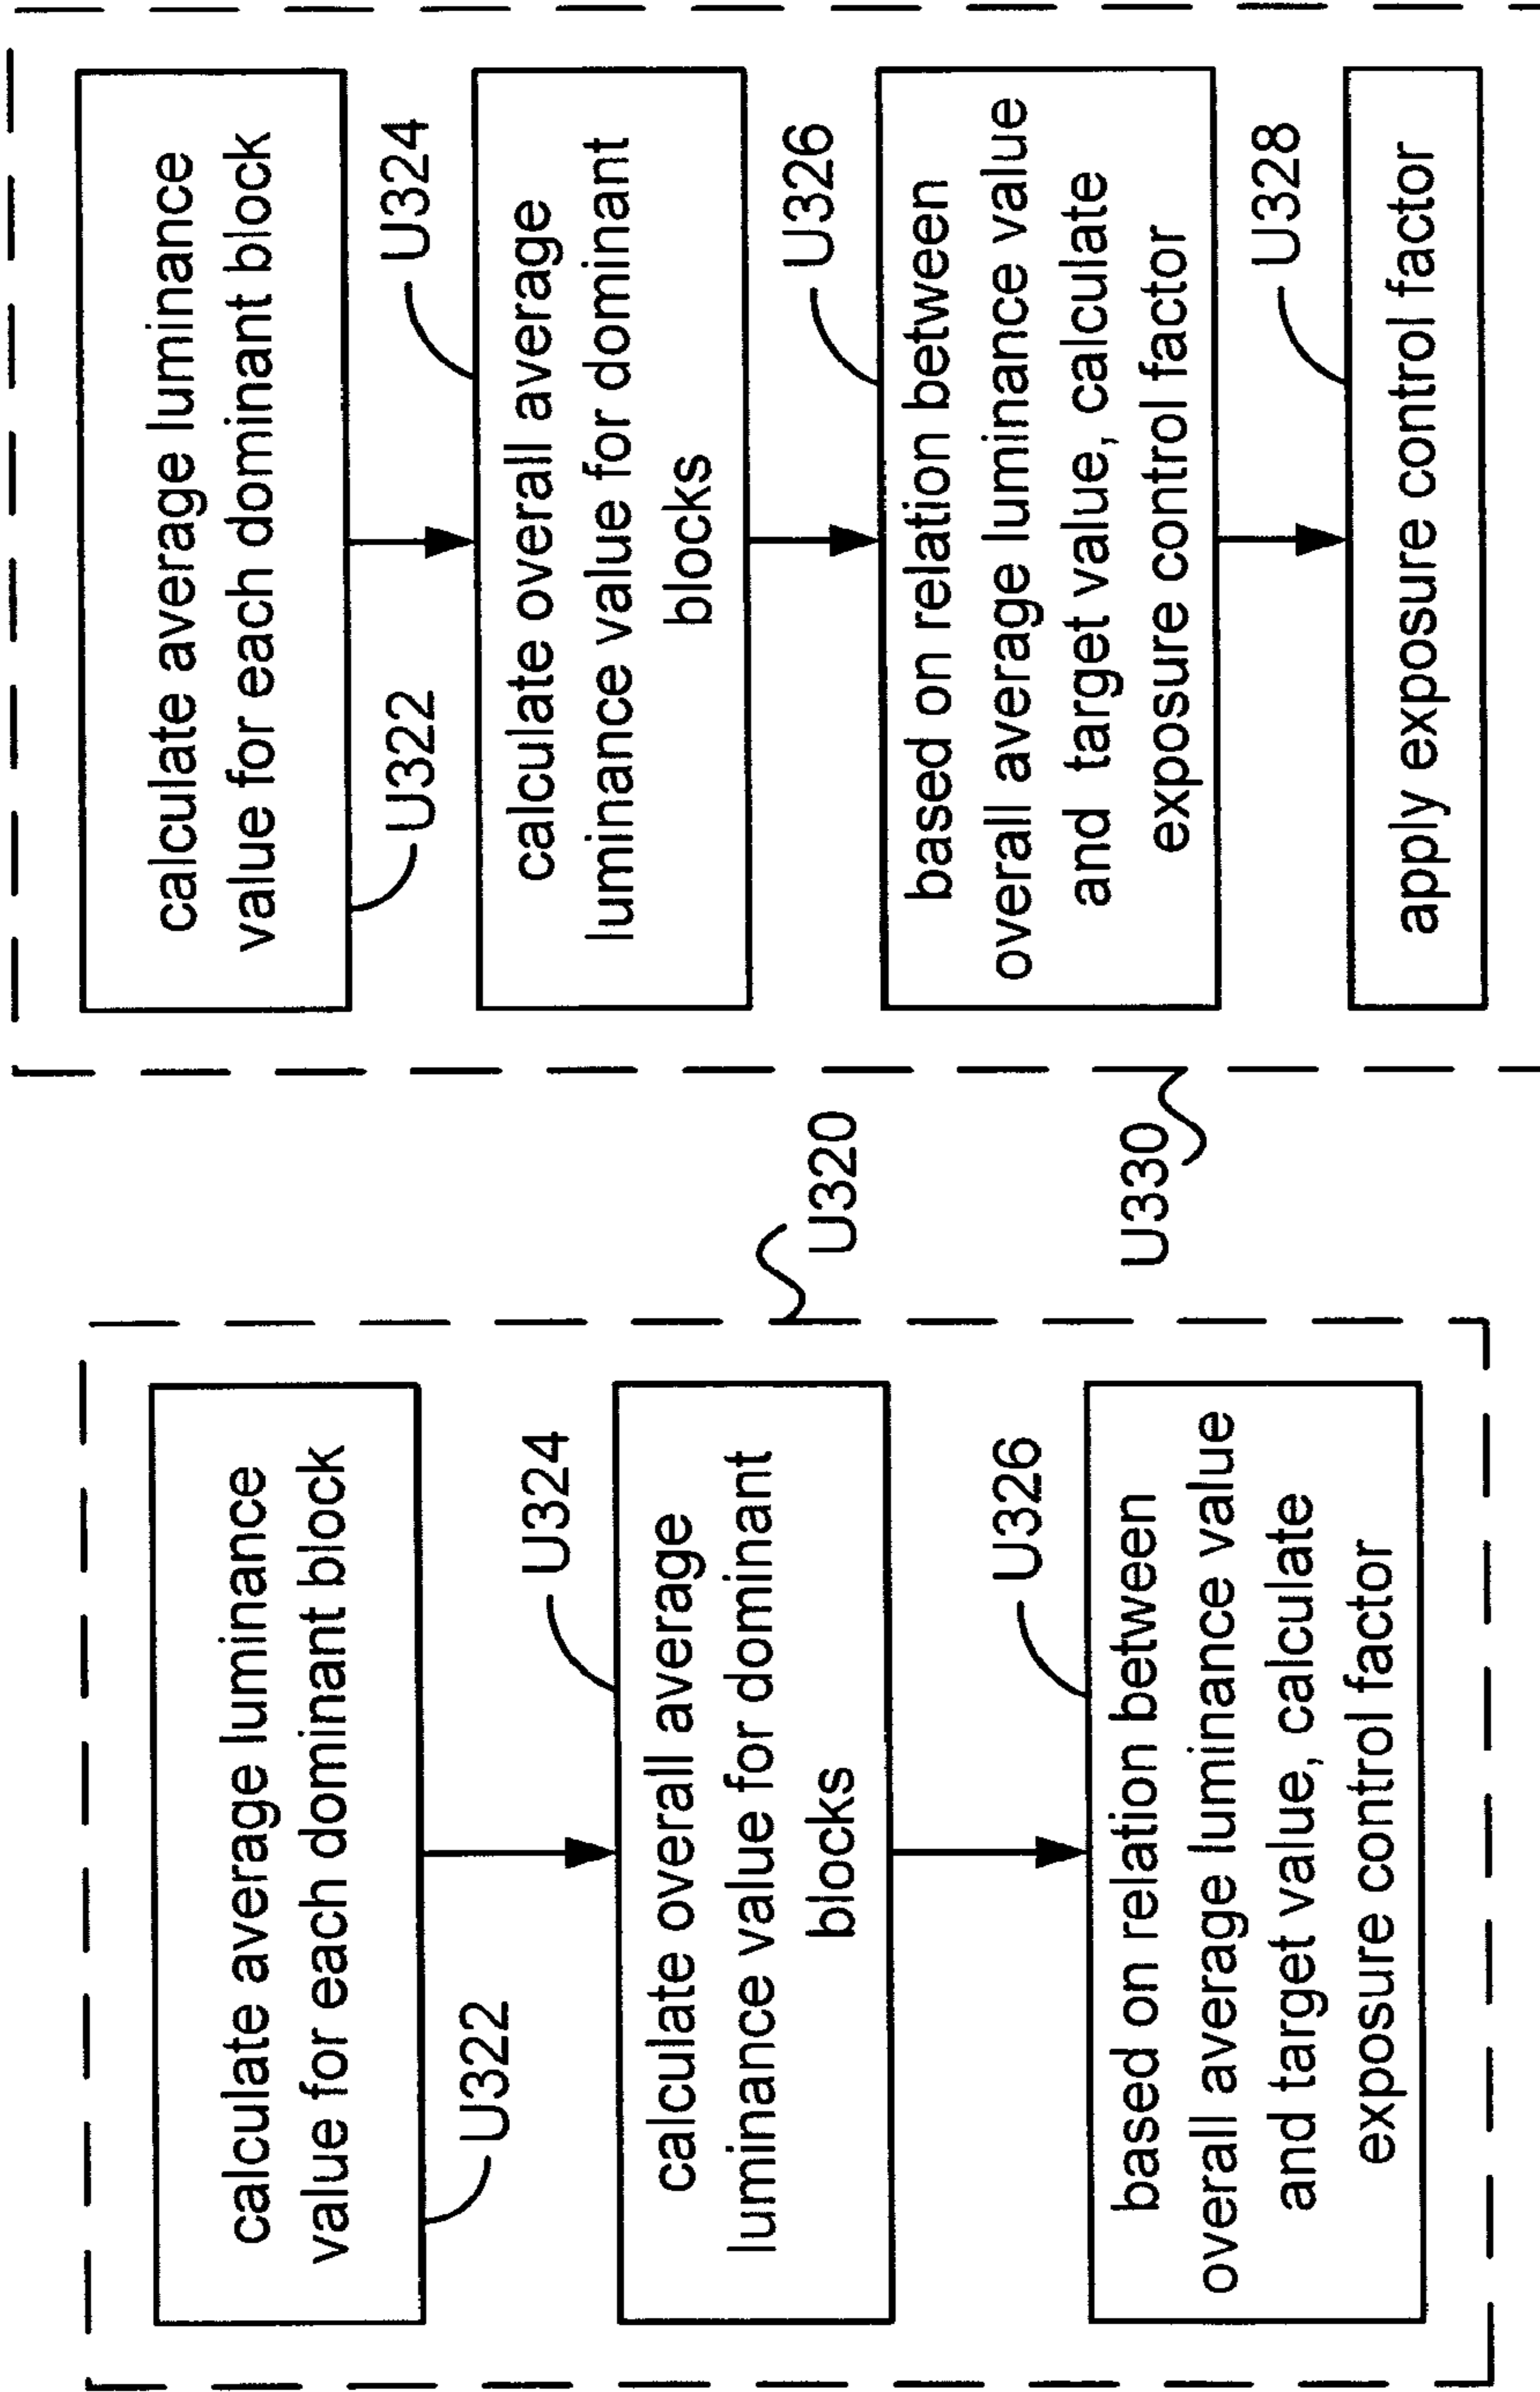 calculate average luminance
value for each dominant block
U322
U324
calculate overall average
luminance value for dominant
blocks
U326
based on relation between
overall average luminance value
and target value, calculate
exposure control factor
U320
calculate average luminance
value for each dominant block
U322
U324
calculate overall average
luminance value for dominant
blocks
U326
based on relation between
overall average luminance value
and target value, calculate
exposure control factor
U328
apply exposure control factor
U330